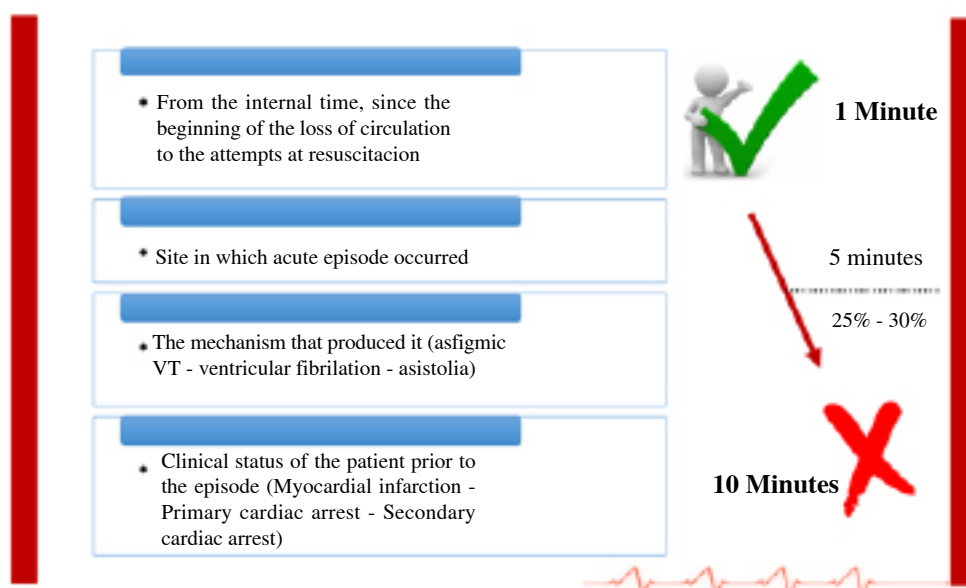 From the internal time, since the
beginning of the loss of circulation
to the attempts at resuscitacion
Site in which acute episode occurred
The mechanism that produced it (asfigmic
VT - ventricular fibrilation - asistolia)
Clinical status of the patient prior to
the episode (Myocardial infarction -
Primary cardiac arrest - Secondary
cardiac arrest)
1 Minute
5 minutes
25% - 30%
10 Minutes